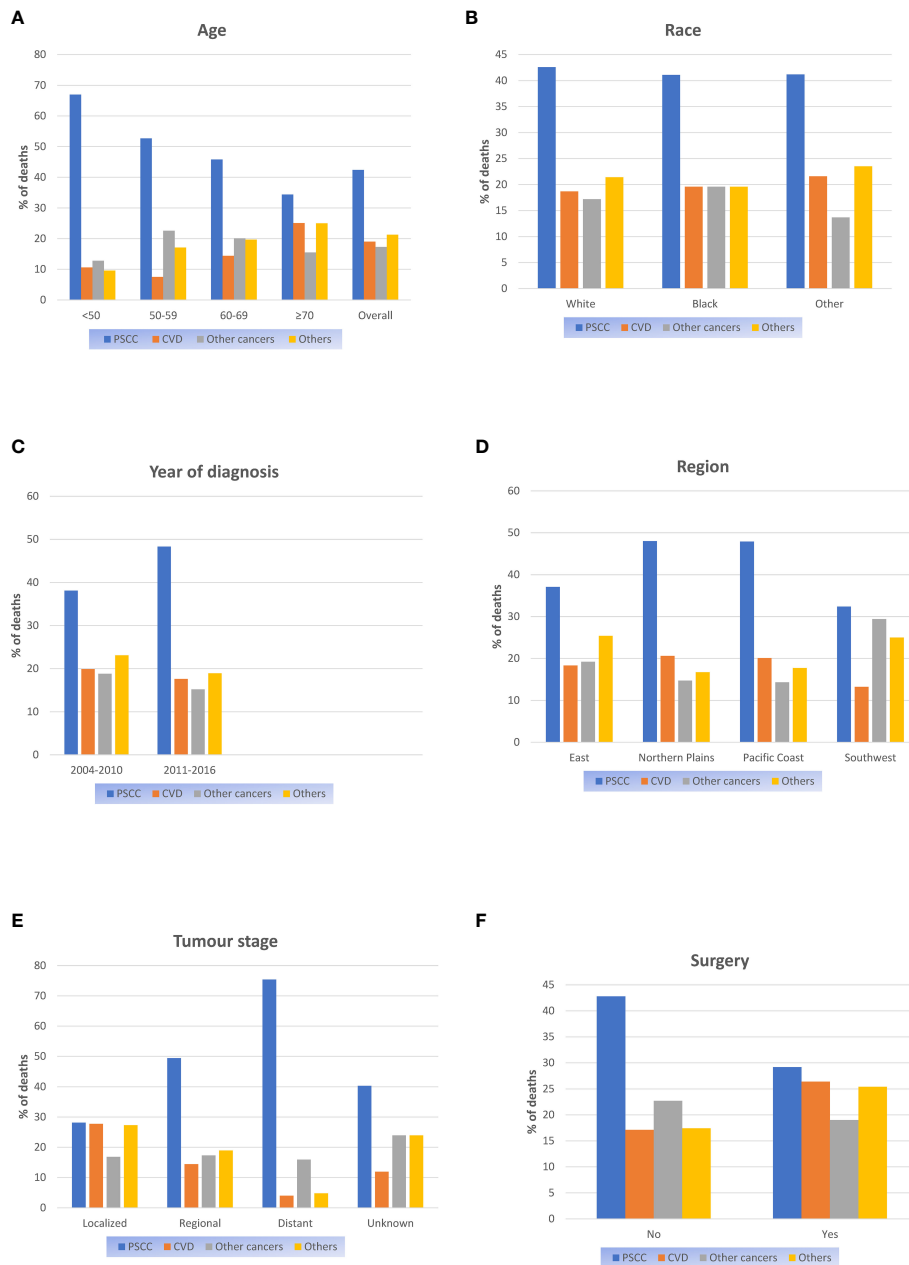 A
Age
% of deaths
80
70
60
50
40
30
20
10
0
<50 50-59 60-69 ≥70 Overall
PSCC CVD Other cancers Others
B
Race
% of deaths
45
40
35
30
25
20
15
10
5
0
White Black Other
PSCC CVD Other cancers Others
C
Year of diagnosis
% of deaths
60
50
40
30
20
10
0
2004-2010 2011-2016
PSCC CVD Other cancers Others
D
Region
% of deaths
60
50
40
30
20
10
0
East Northern Plains Pacific Coast Southwest
PSCC CVD Other cancers Others
E
Tumour stage
% of deaths
80
70
60
50
40
30
20
10
0
Localized Regional Distant Unknown
PSCC CVD Other cancers Others
F
Surgery
% of deaths
45
40
35
30
25
20
15
10
5
0
No Yes
PSCC CVD Other cancers Others